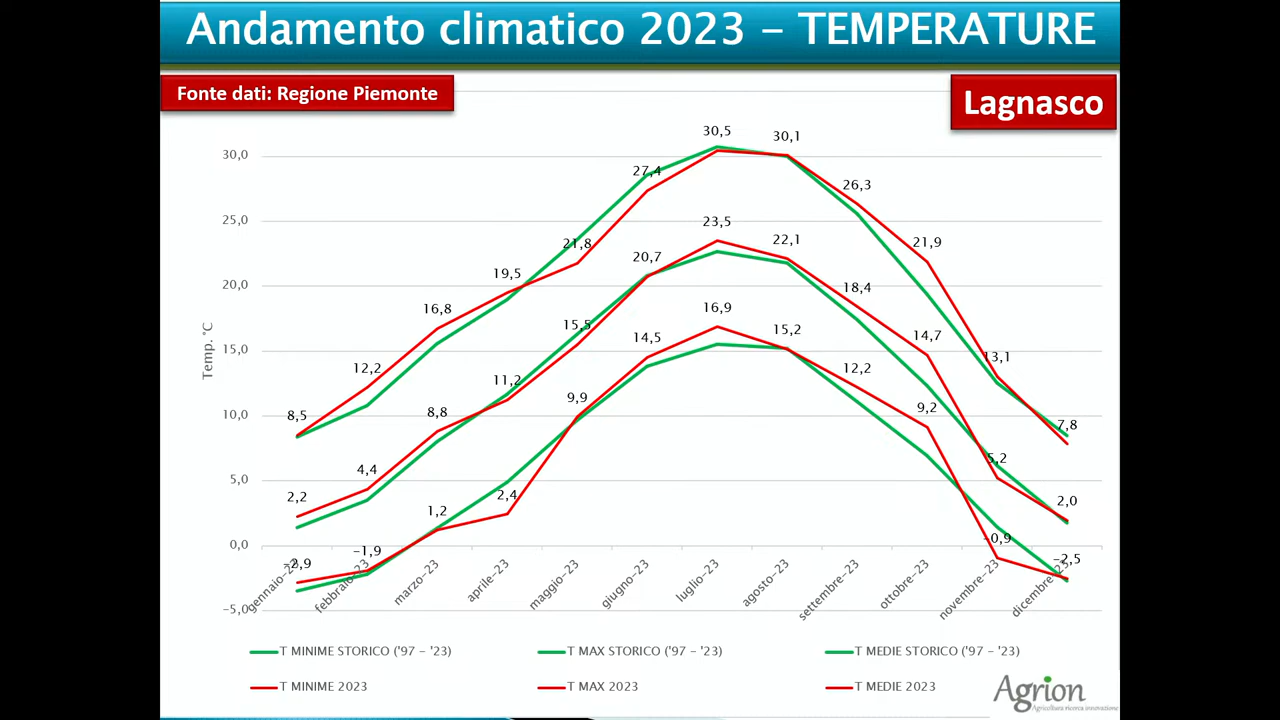 Andamento climatico 2023 – TEMPERATURE
Fonte dati: Regione Piemonte
Lagnasco
30,5
30,1
30,0
27,4
26,3
25,0
23,5
21,8
22,1
21,9
20,7
20,0
19,5
18,4
16,8
16,9
15,5
15,2
15,0
14,5
14,7
13,1
12,2
12,2
11,2
10,0
9,9
9,2
8,5
8,8
7,8
5,0
4,4
5,2
2,2
2,4
2,0
1,2
0,0
-0,9
-1,9
-2,9
-2,5
-5,0
Temp. °C
gennaio-23
febbraio-23
marzo-23
aprile-23
maggio-23
giugno-23
luglio-23
agosto-23
settembre-23
ottobre-23
novembre-23
dicembre-23
T MINIME STORICO ('97 - '23)
T MAX STORICO ('97 - '23)
T MEDIE STORICO ('97 - '23)
T MINIME 2023
T MAX 2023
T MEDIE 2023
Agrion
Agricoltura ricerca innovazione